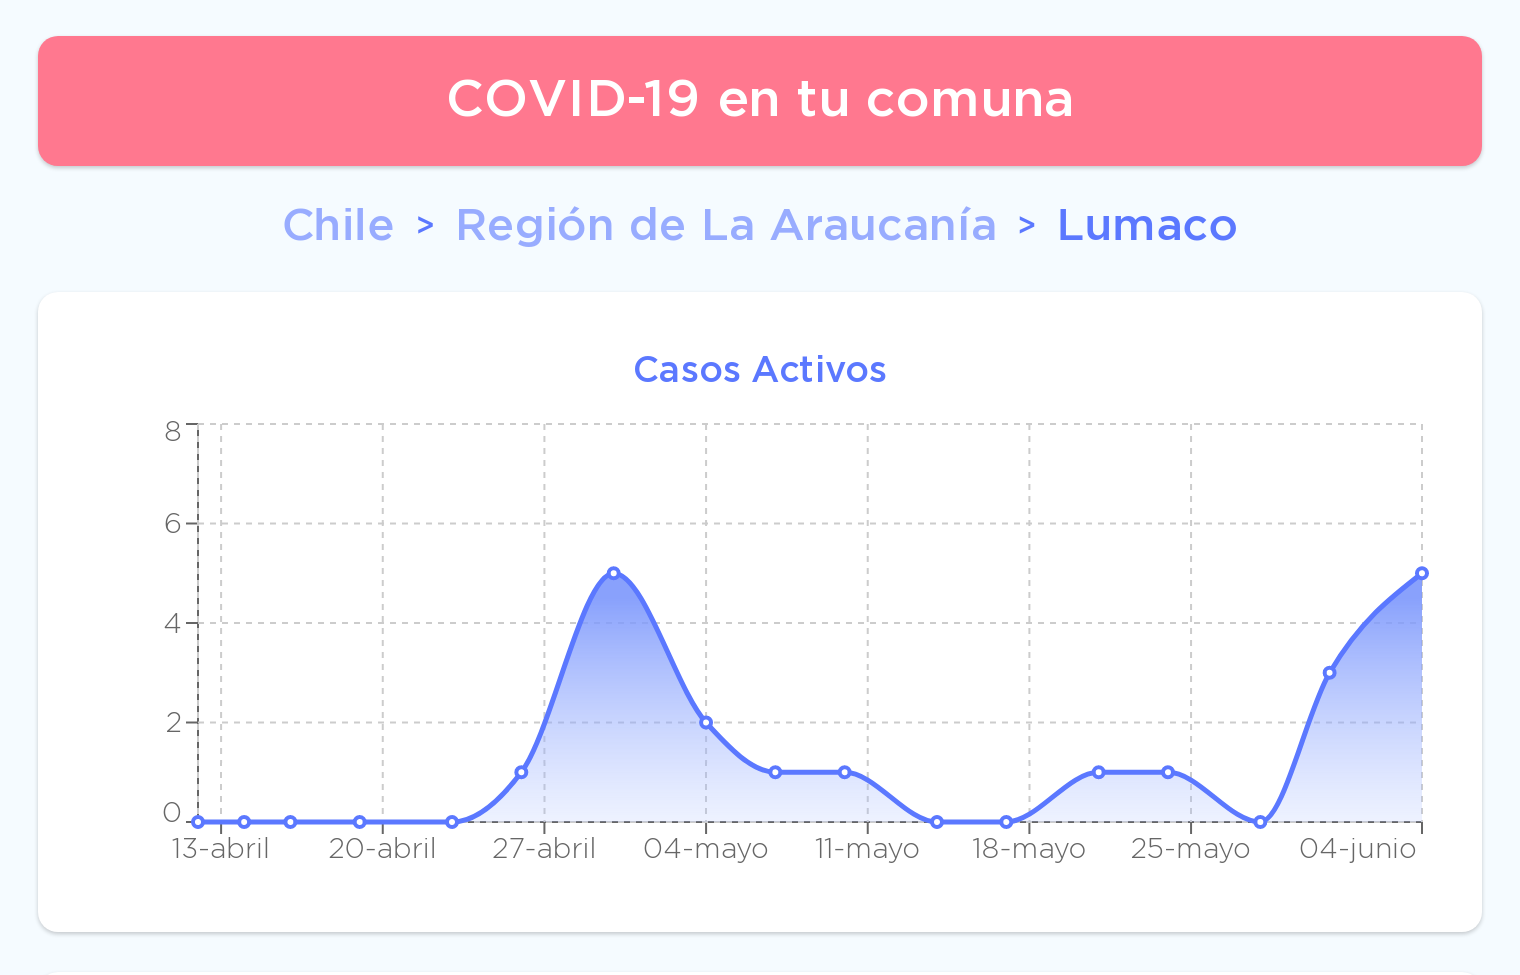 COVID-19 en tu comuna
Chile > Región de La Araucanía > Lumaco
Casos Activos
8
6
4
2
0
13-abril 20-abril 27-abril 04-mayo 11-mayo 18-mayo 25-mayo 04-junio